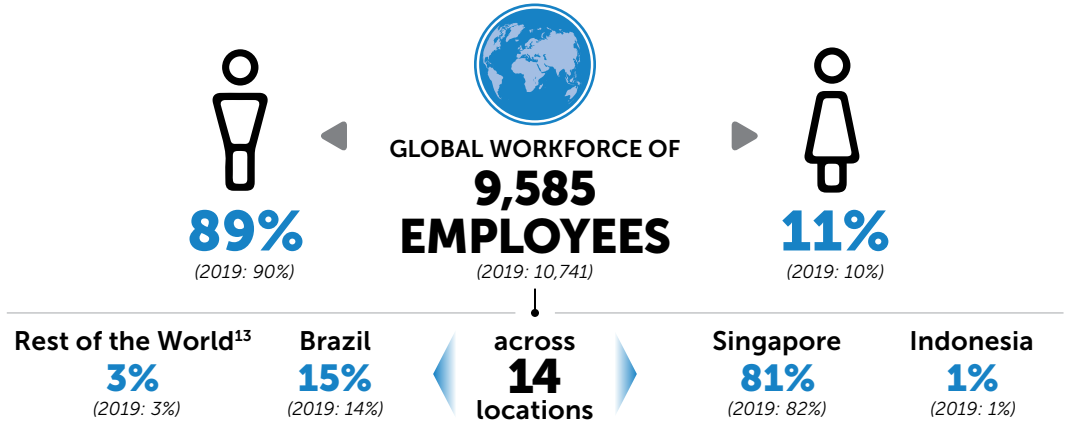 GLOBAL WORKFORCE OF
9,585
EMPLOYEES
(2019: 10,741)
89%
(2019: 90%)
11%
(2019: 10%)
Rest of the World13
3%
(2019: 3%)
Brazil
15%
(2019: 14%)
across
14
locations
Singapore
81%
(2019: 82%)
Indonesia
1%
(2019: 1%)